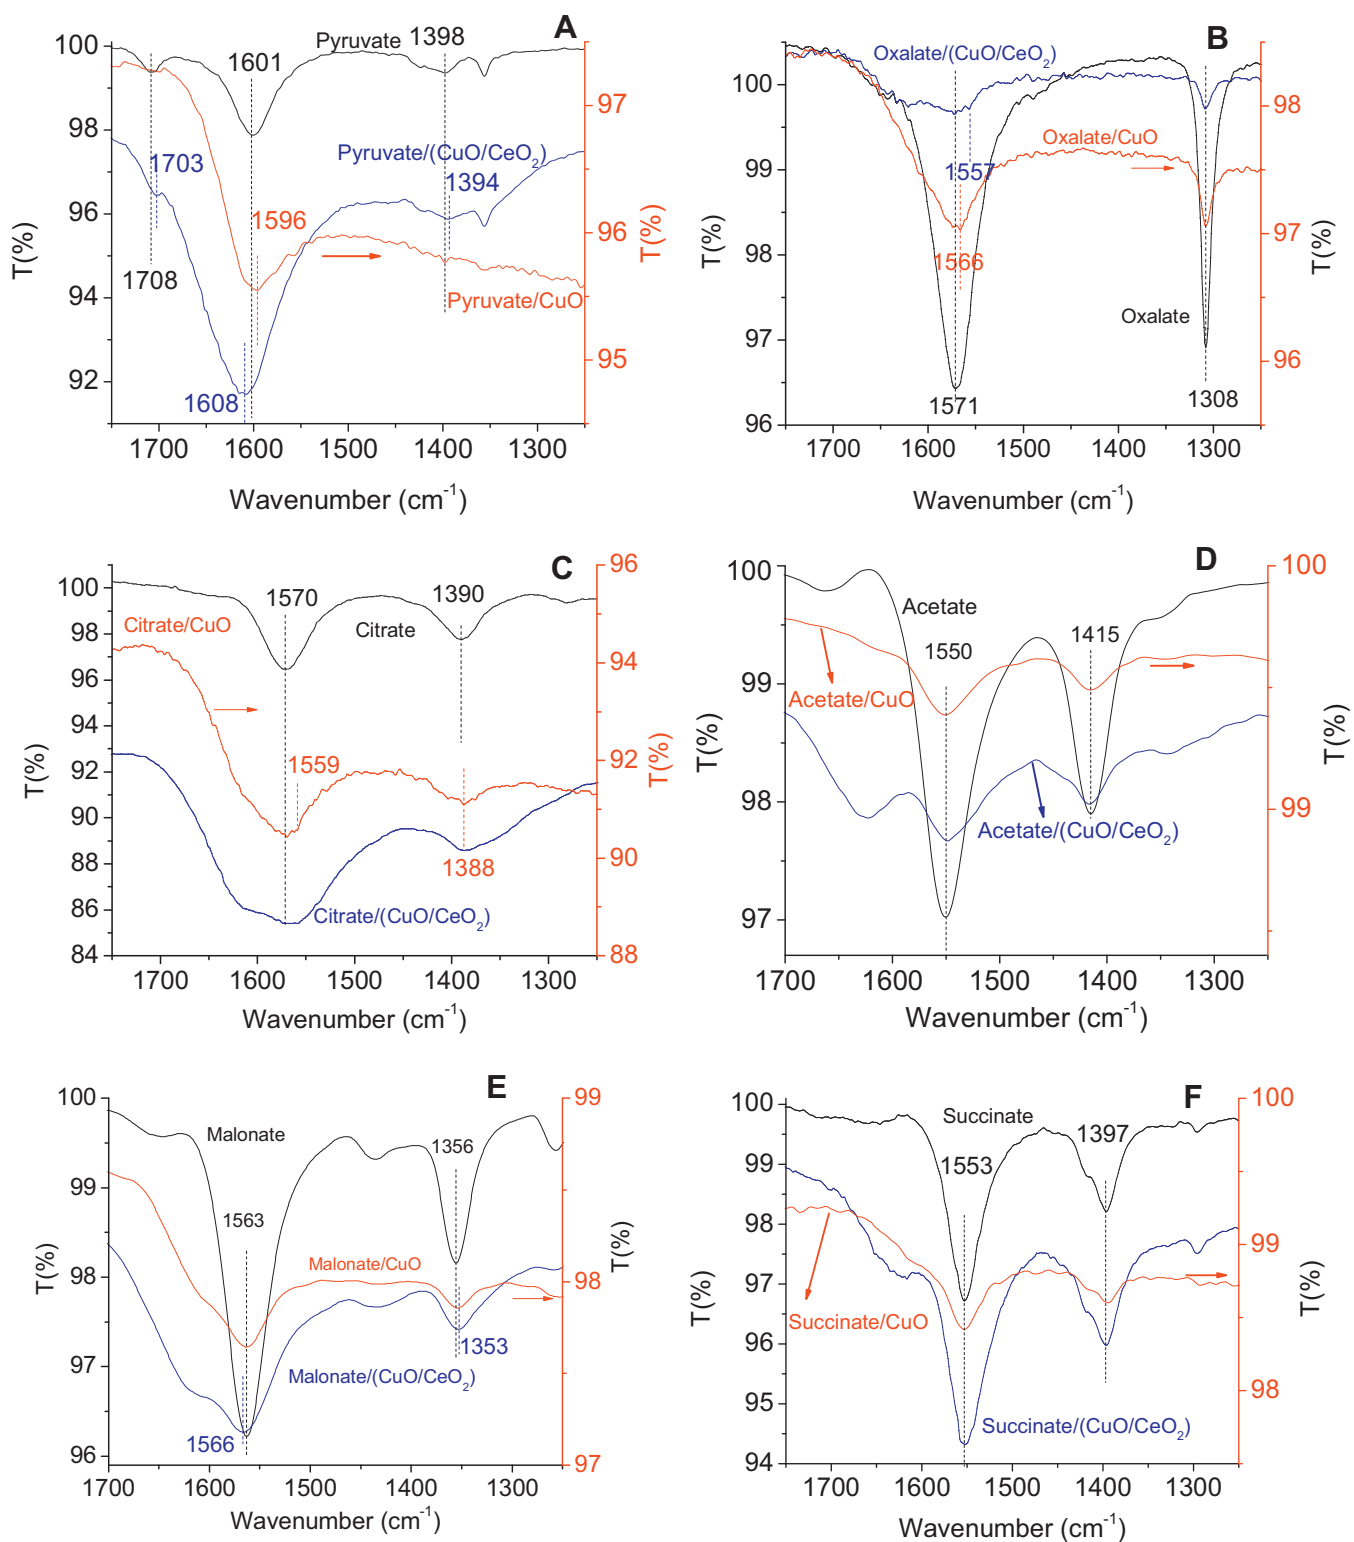 A
Pyruvate 1398
1601
100
98
96
94
92
97
96
95
1703
Pyruvate/(CuO/CeO2)
1394
1596
1708
Pyruvate/CuO
1608
T(%)
T(%)
1700 1600 1500 1400 1300
Wavenumber (cm-1)
B
Oxalate/(CuO/CeO2)
100
99
98
97
96
98
97
96
Oxalate/CuO
1557
1566
Oxalate
1571
1308
T(%)
T(%)
1700 1600 1500 1400 1300
Wavenumber (cm-1)
C
1570
1390
Citrate/CuO
Citrate
100
98
96
94
92
90
88
86
84
96
94
92
90
88
1559
1388
Citrate/(CuO/CeO2)
T(%)
T(%)
1700 1600 1500 1400 1300
Wavenumber (cm-1)
D
Acetate
1550
1415
Acetate/CuO
Acetate/(CuO/CeO2)
100
99
98
97
100
99
T(%)
T(%)
1700 1600 1500 1400 1300
Wavenumber (cm-1)
E
Malonate
1356
1563
Malonate/CuO
1353
Malonate/(CuO/CeO2)
1566
100
99
98
97
96
99
98
97
T(%)
T(%)
1700 1600 1500 1400 1300
Wavenumber (cm-1)
F
Succinate
1397
1553
Succinate/CuO
Succinate/(CuO/CeO2)
100
99
98
97
96
95
94
100
99
98
T(%)
T(%)
1700 1600 1500 1400 1300
Wavenumber (cm-1)